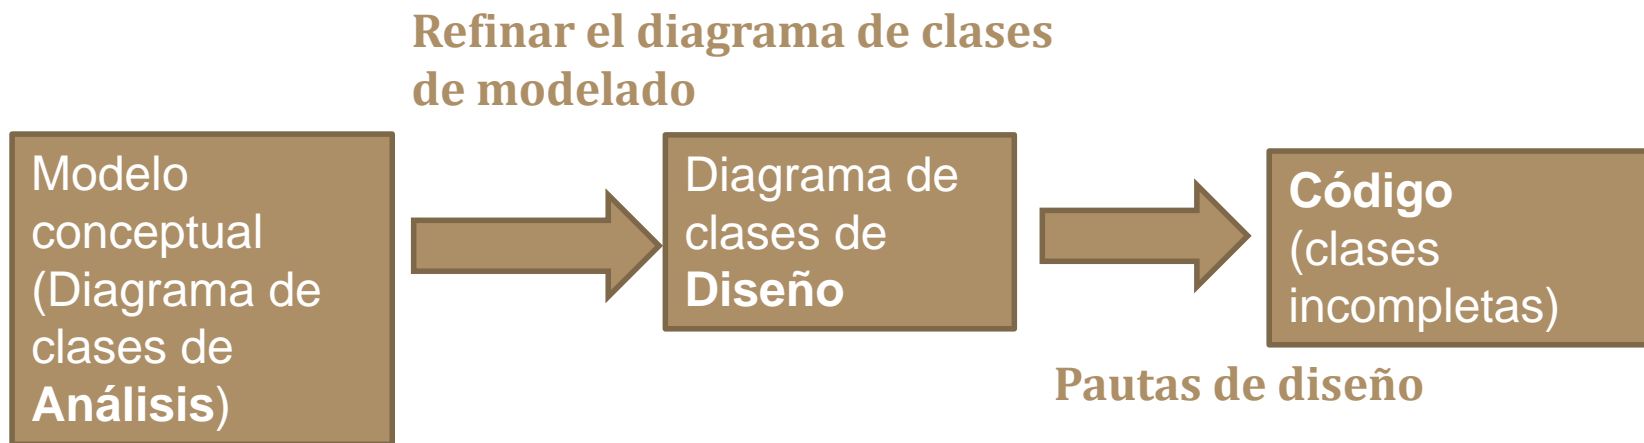 Refinar el diagrama de clases
de modelado
Modelo
conceptual
(Diagrama de
clases de
Análisis)
Diagrama de
clases de
Diseño
Código
(clases
incompletas)
Pautas de diseño